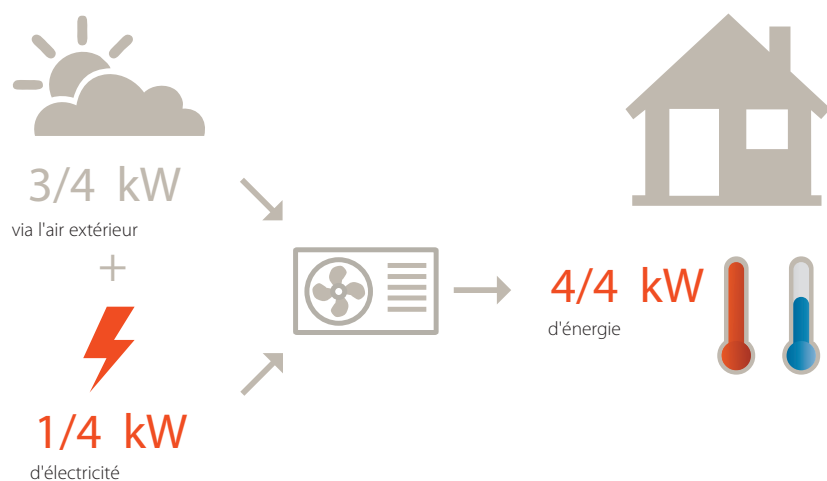 3/4 kW
via l'air extérieur
+
1/4 kW
d'électricité
4/4 kW
d'énergie